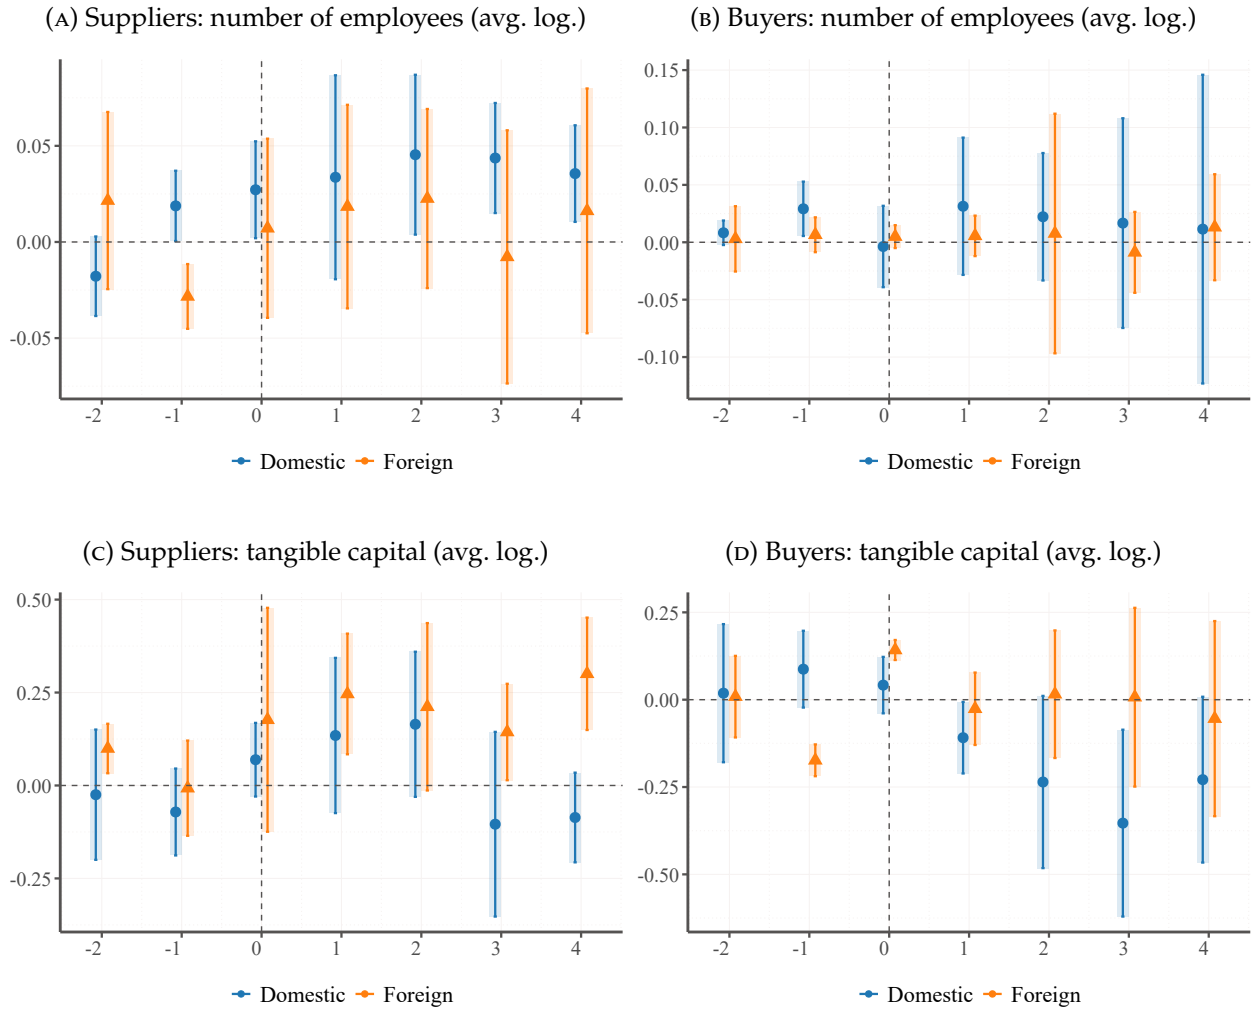 (A) Suppliers: number of employees (avg. log.)
0.05
0.00
-0.05
-2 -1 0 1 2 3 4
Domestic Foreign
(B) Buyers: number of employees (avg. log.)
0.15
0.10
0.05
0.00
-0.05
-0.10
-2 -1 0 1 2 3 4
Domestic Foreign
(C) Suppliers: tangible capital (avg. log.)
0.50
0.25
0.00
-0.25
-2 -1 0 1 2 3 4
Domestic Foreign
(D) Buyers: tangible capital (avg. log.)
0.25
0.00
-0.25
-0.50
-2 -1 0 1 2 3 4
Domestic Foreign